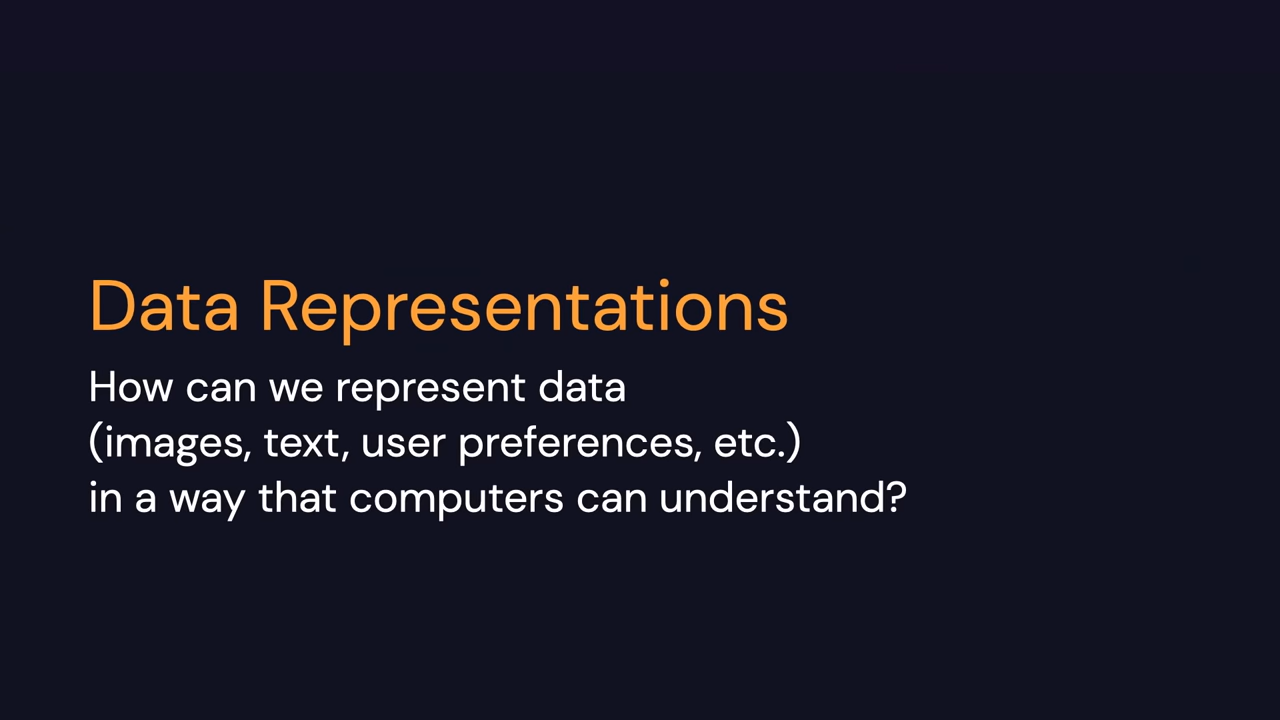 Data Representations
How can we represent data
(images, text, user preferences, etc.)
in a way that computers can understand?